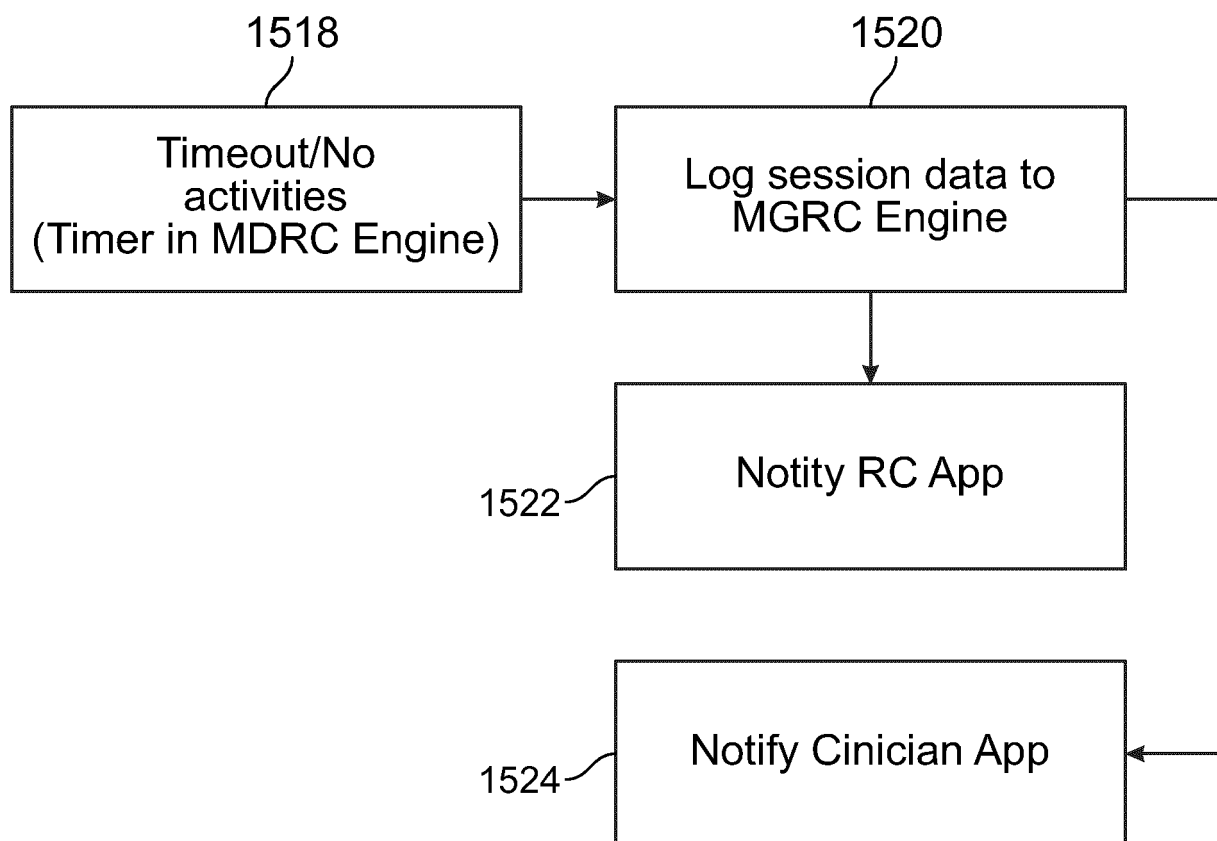 1518
1520
Timeout/No
activities
(Timer in MDRC Engine)
Log session data to
MGRC Engine
Notity RC App
1522
Notify Cinician App
1524